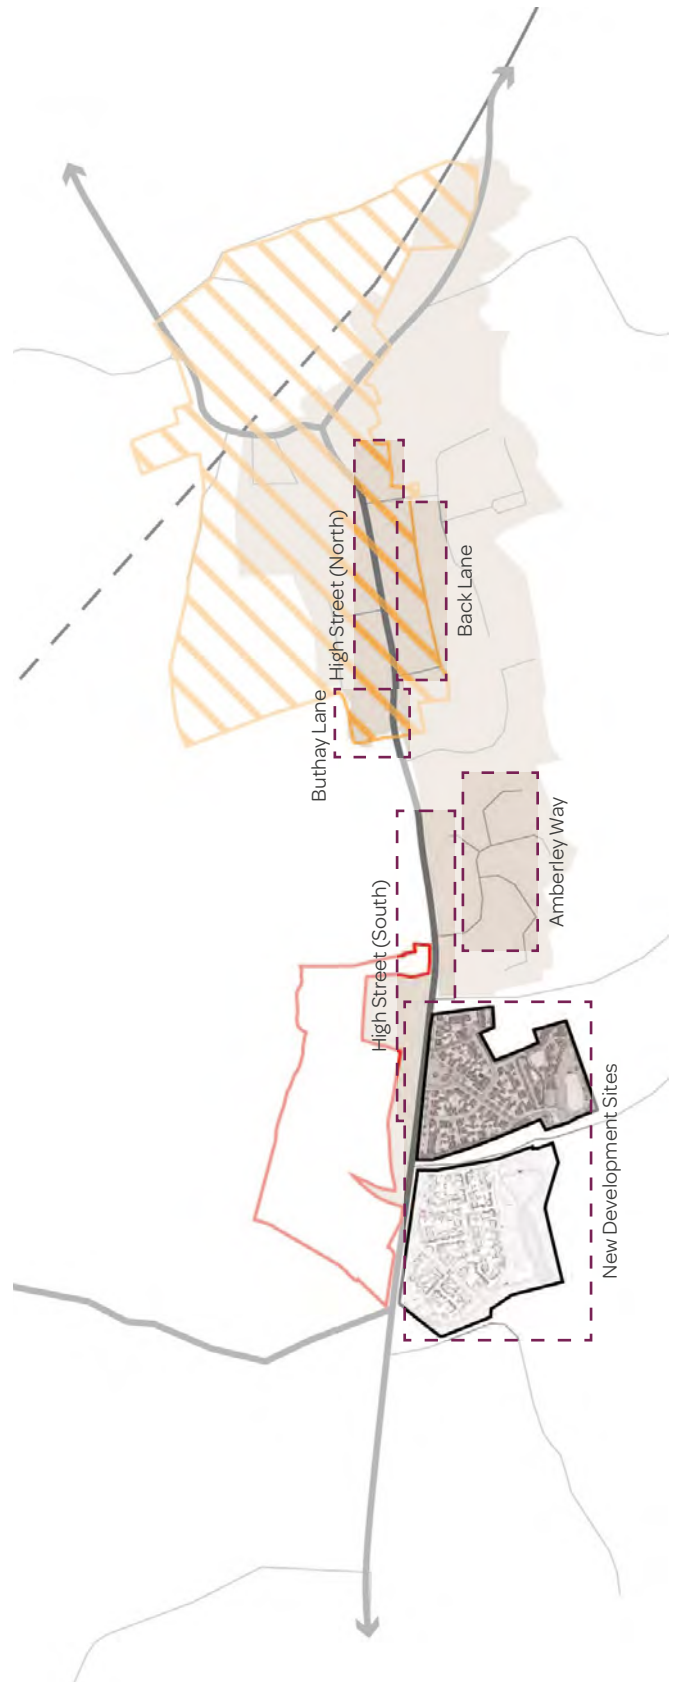 High Street (North)
Back Lane
Buthay Lane
Amberley Way
High Street (South)
New Development Sites